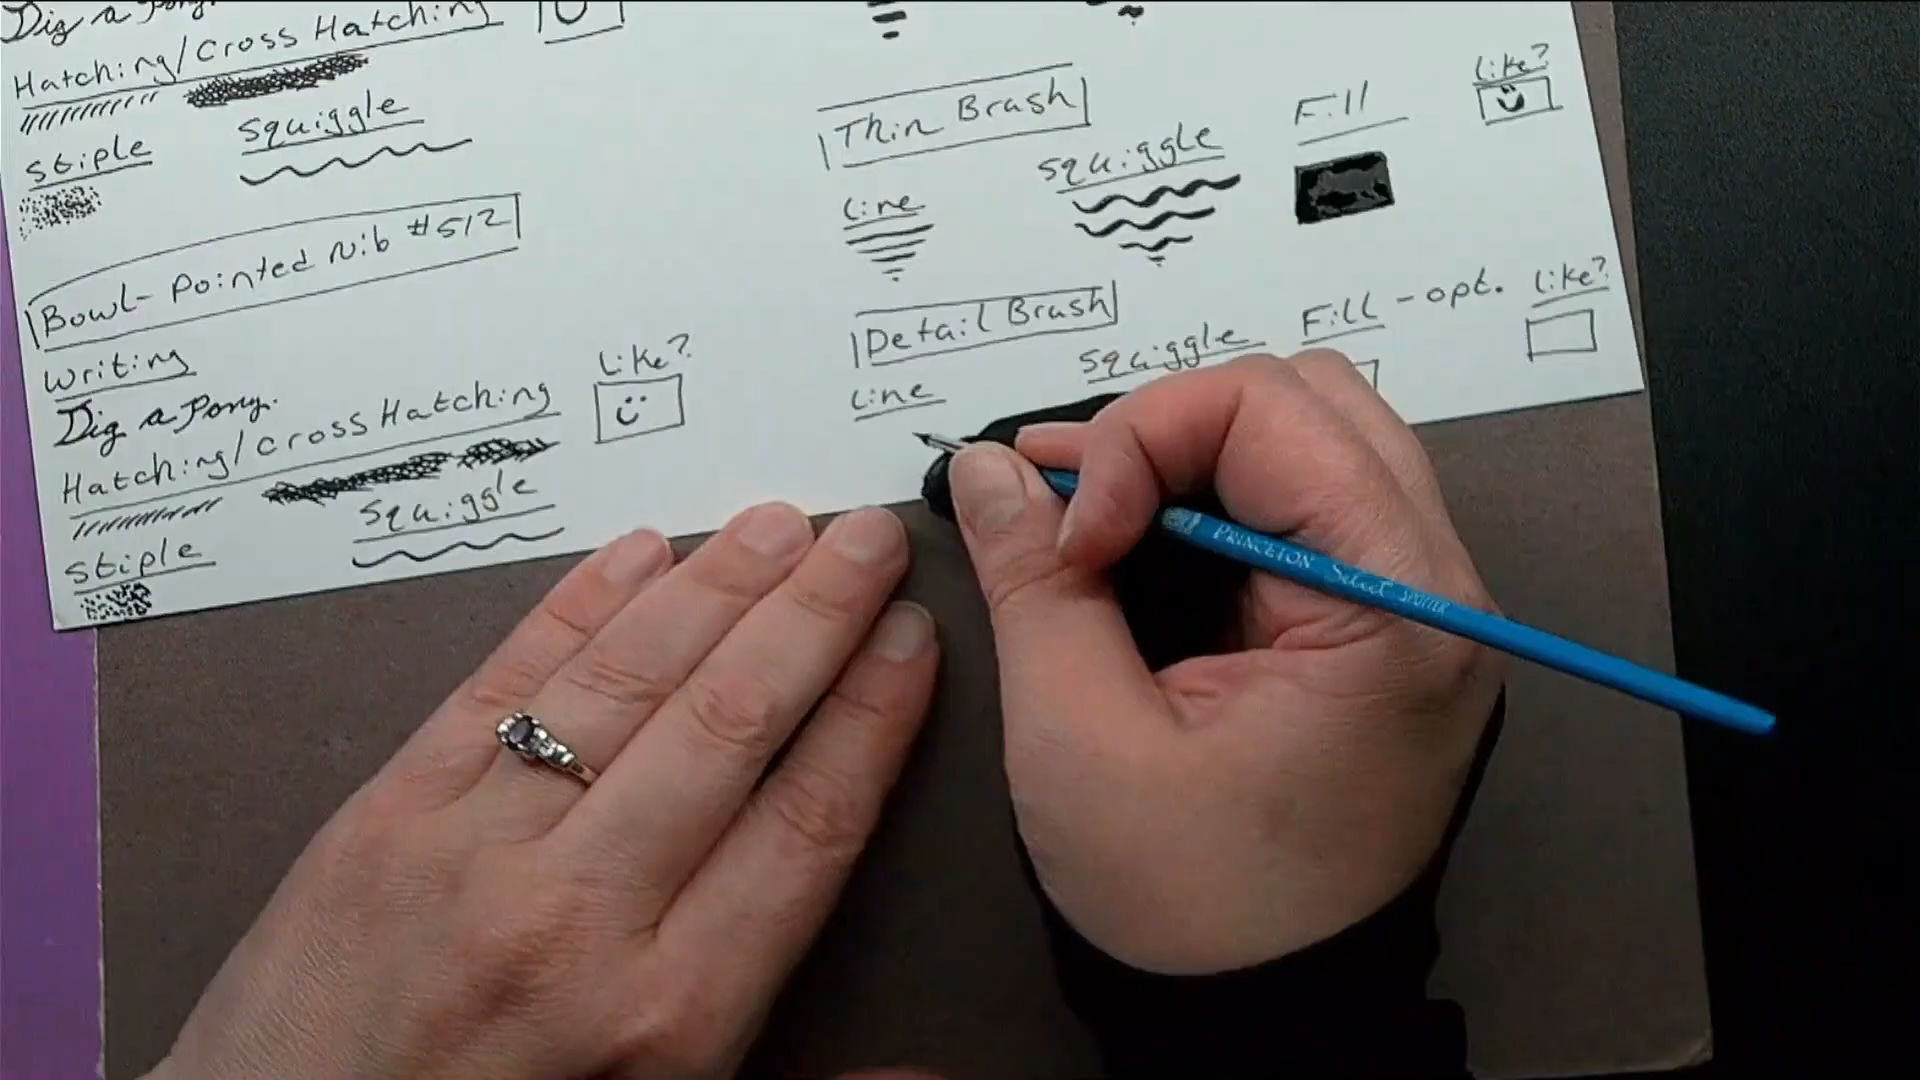 Dig a Pony.
Hatching/Cross Hatching
Stiple
Squiggle
Bowl-Pointed Nib #512
Writing
Dig a Pony.
Like?
Hatching/Cross Hatching
Squiggle
Stiple
Thin Brush
Line
Squiggle
Fill
Like?
Detail Brush
Line
Squiggle
Fill - opt.
Like?
PRINCETON Select SPOTTER